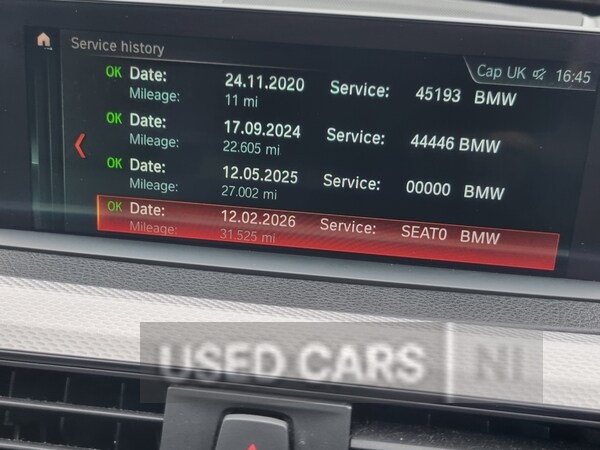 Service history
Cap UK 16:45
OK Date: 24.11.2020 Service: 45193 BMW
Mileage: 11 mi
OK Date: 17.09.2024 Service: 44446 BMW
Mileage: 22.605 mi
OK Date: 12.05.2025 Service: 00000 BMW
Mileage: 27.002 mi
OK Date: 12.02.2026 Service: SEAT0 BMW
Mileage: 31.525 mi
USED CARS NI